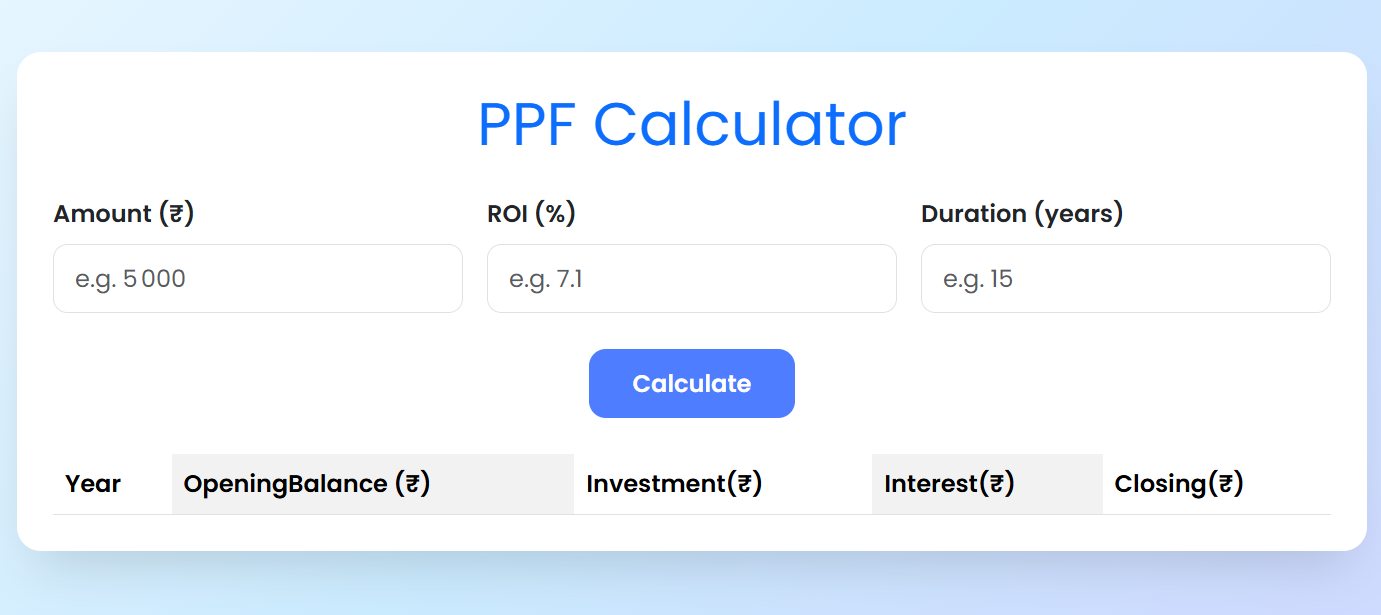 PPF Calculator
Amount (₹) ROI (%) Duration (years)
e.g. 5 000 e.g. 7.1 e.g. 15
Calculate
Year OpeningBalance (₹) Investment(₹) Interest(₹) Closing(₹)